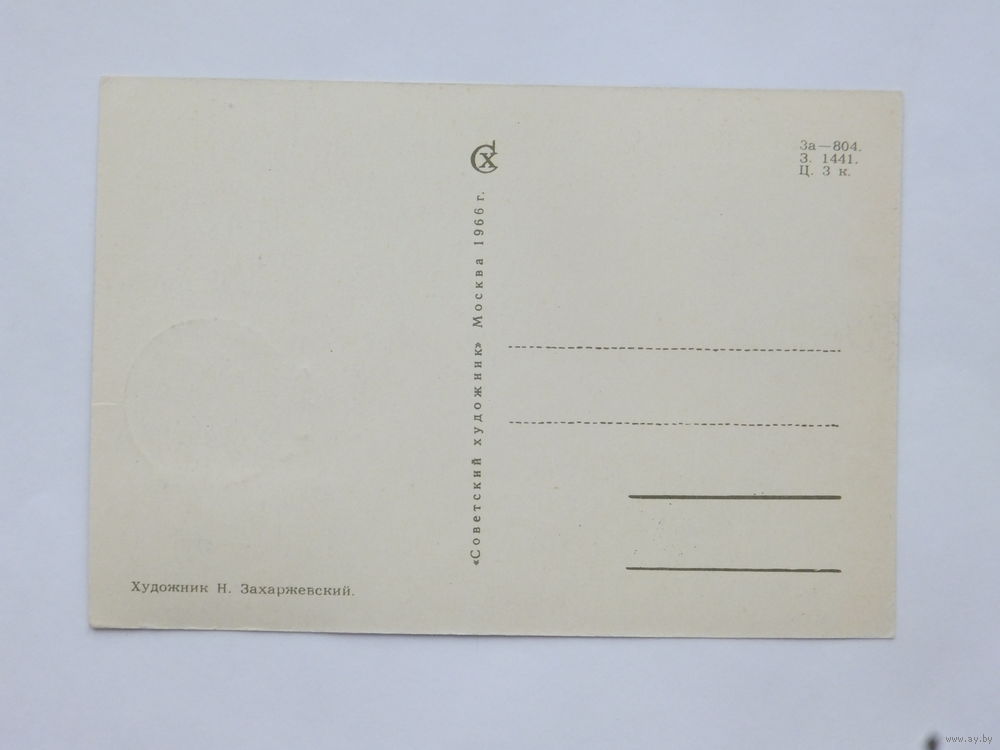 СХ
За—804.
З. 1441.
Ц. 3 к.
«Советский художник» Москва 1966 г.
Художник Н. Захаржевский.
www.ay.by